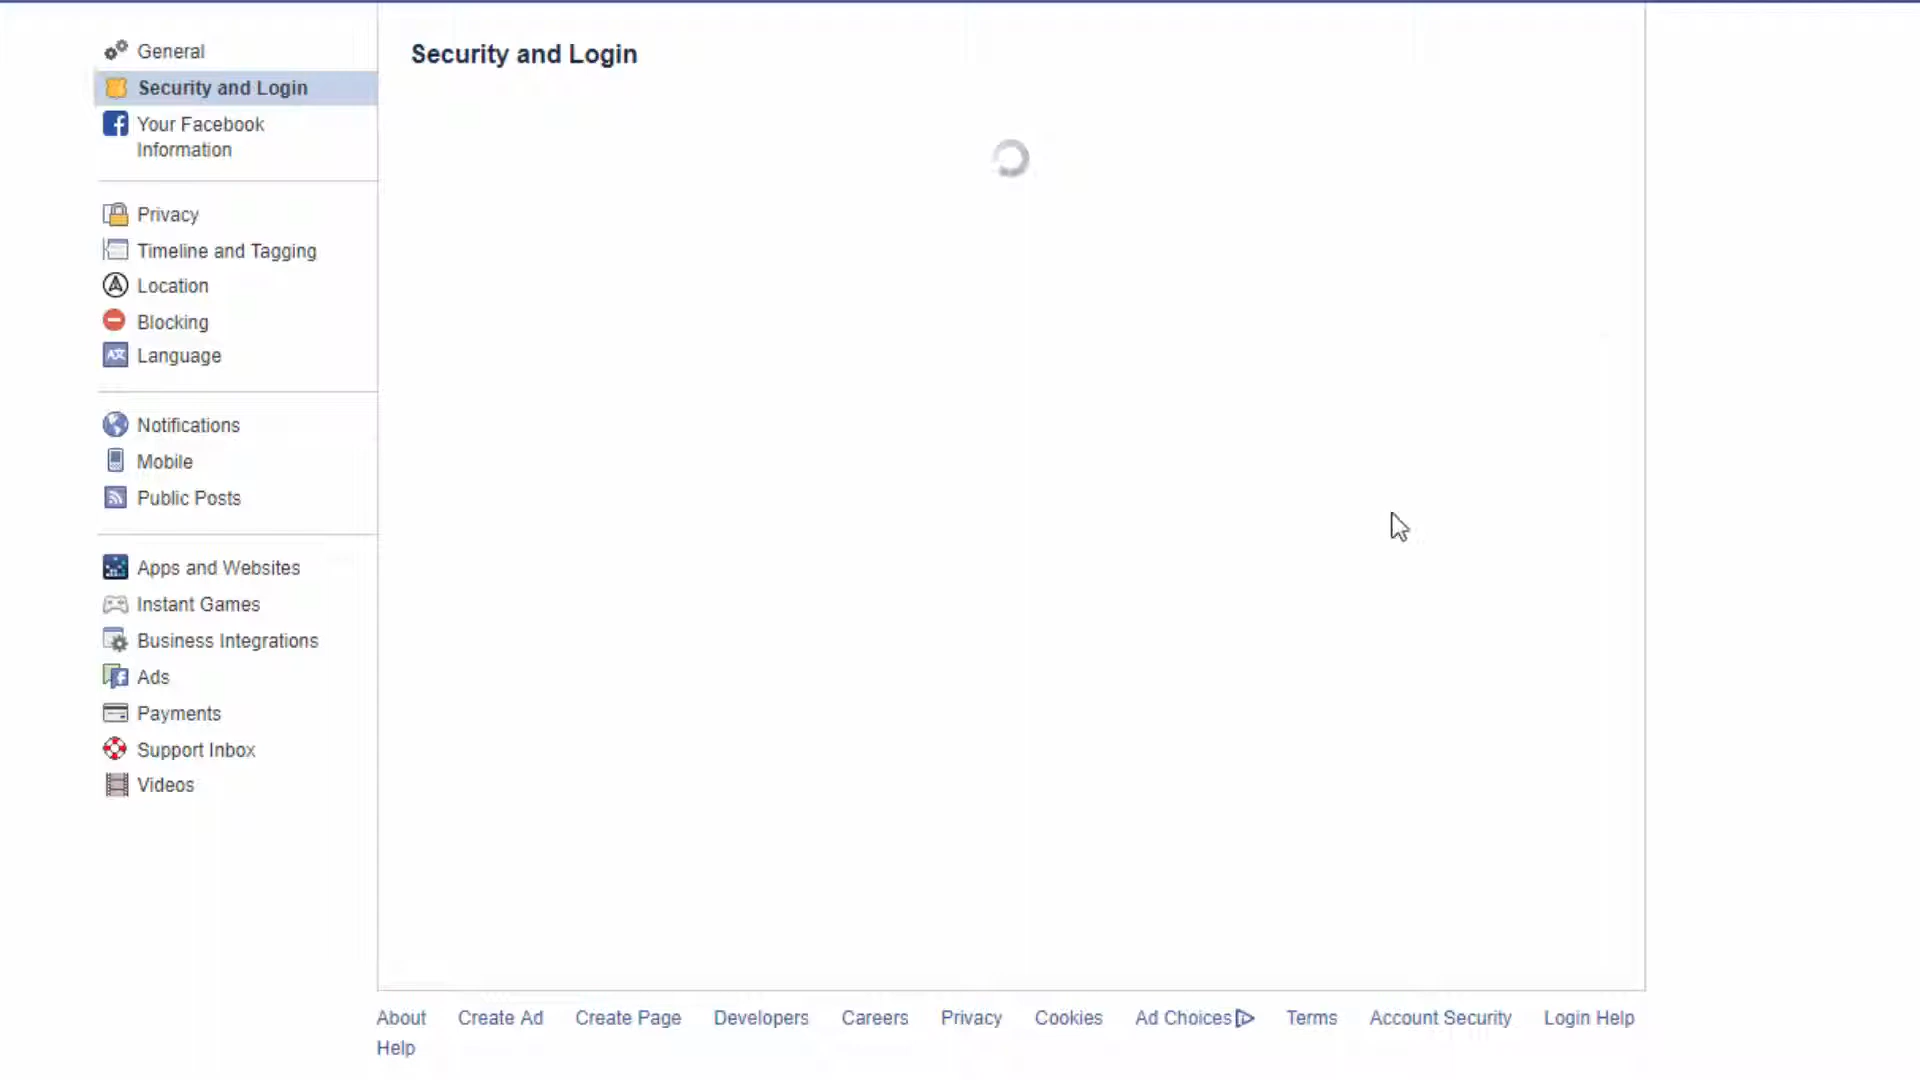 General
Security and Login
Your Facebook
Information
Privacy
Timeline and Tagging
Location
Blocking
Language
Notifications
Mobile
Public Posts
Apps and Websites
Instant Games
Business Integrations
Ads
Payments
Support Inbox
Videos
Security and Login
About Create Ad Create Page Developers Careers Privacy Cookies Ad Choices Terms Account Security Login Help
Help